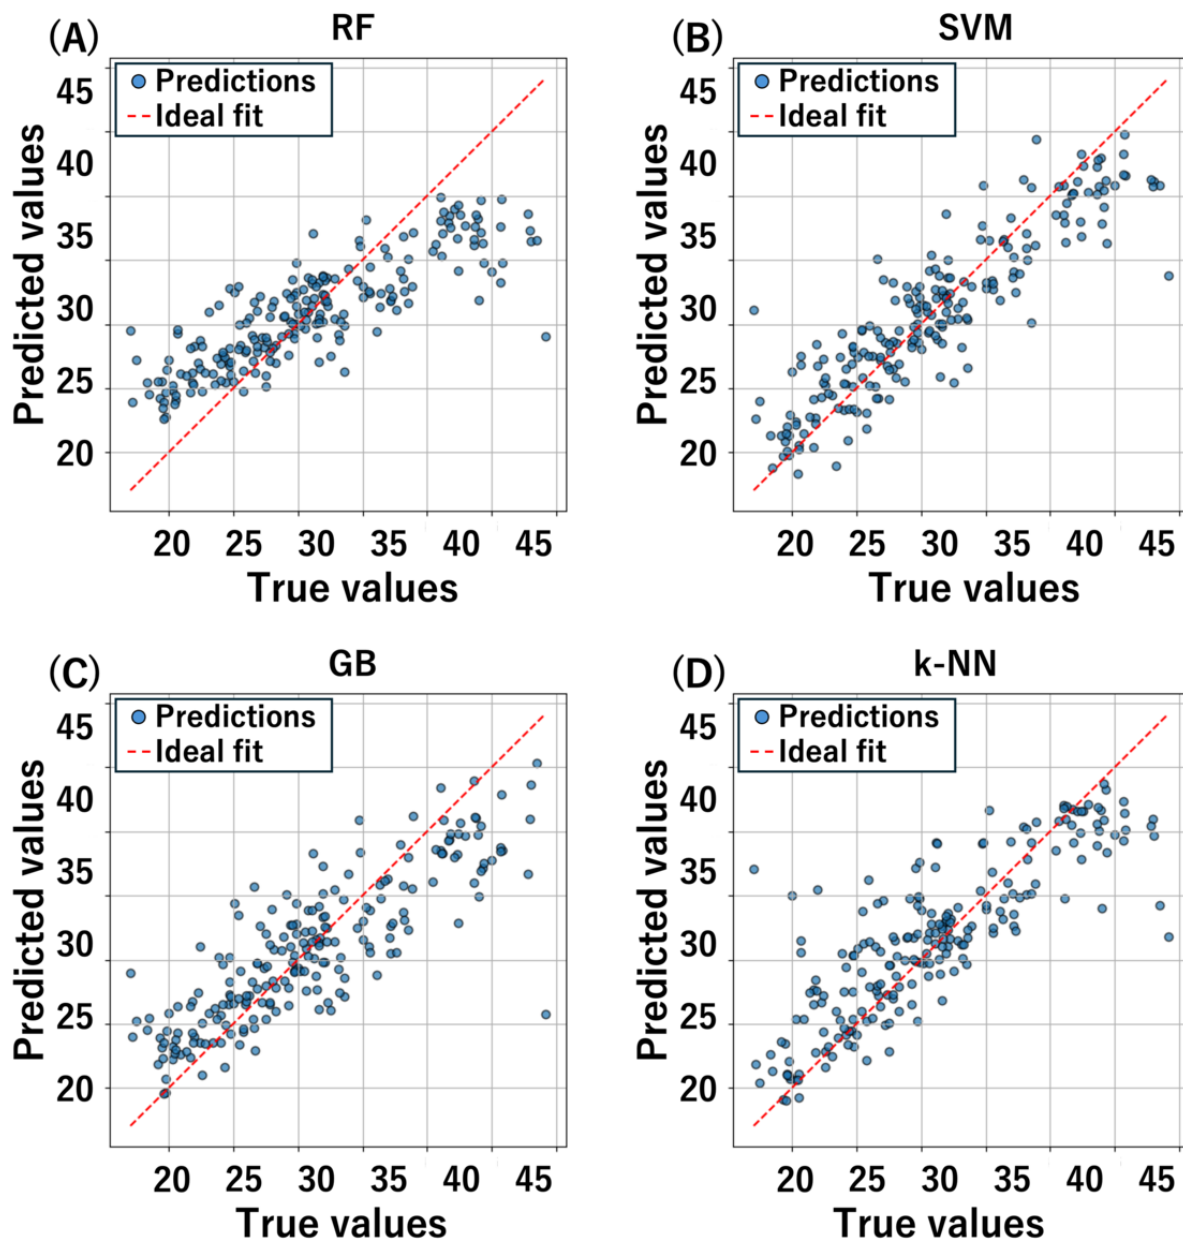 (A)
RF
Predictions
Ideal fit
Predicted values
45
40
35
30
25
20
20 25 30 35 40 45
True values
(B)
SVM
Predictions
Ideal fit
Predicted values
45
40
35
30
25
20
20 25 30 35 40 45
True values
(C)
GB
Predictions
Ideal fit
Predicted values
45
40
35
30
25
20
20 25 30 35 40 45
True values
(D)
k-NN
Predictions
Ideal fit
Predicted values
45
40
35
30
25
20
20 25 30 35 40 45
True values